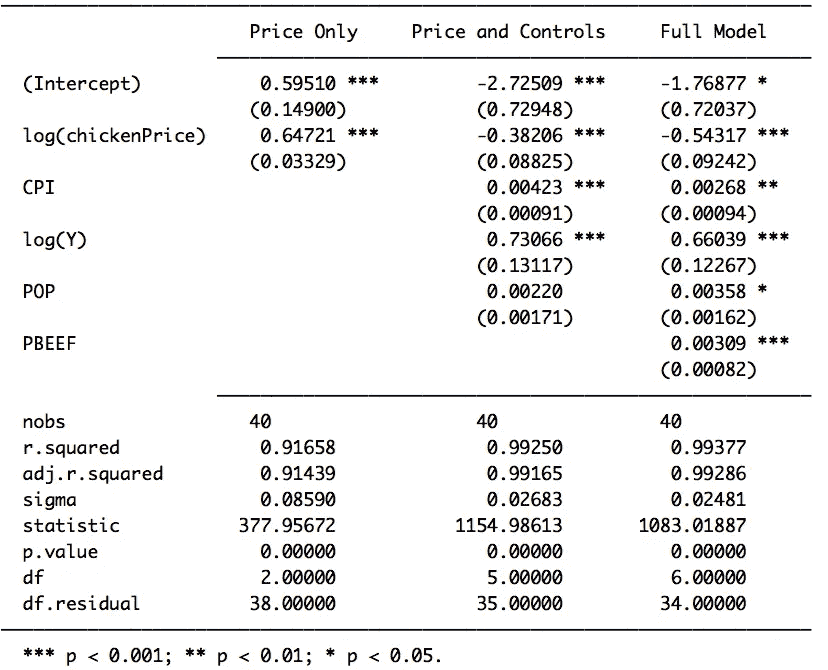 Price Only Price and Controls Full Model
(Intercept) 0.59510 *** -2.72509 *** -1.76877 *
(0.14900) (0.72948) (0.72037)
log(chickenPrice) 0.64721 *** -0.38206 *** -0.54317 ***
(0.03329) (0.08825) (0.09242)
CPI 0.00423 *** 0.00268 **
(0.00091) (0.00094)
log(Y) 0.73066 *** 0.66039 ***
(0.13117) (0.12267)
POP 0.00220 0.00358 *
(0.00171) (0.00162)
PBEEF 0.00309 ***
(0.00082)
nobs 40 40 40
r.squared 0.91658 0.99250 0.99377
adj.r.squared 0.91439 0.99165 0.99286
sigma 0.08590 0.02683 0.02481
statistic 377.95672 1154.98613 1083.01887
p.value 0.00000 0.00000 0.00000
df 2.00000 5.00000 6.00000
df.residual 38.00000 35.00000 34.00000
*** p < 0.001; ** p < 0.01; * p < 0.05.